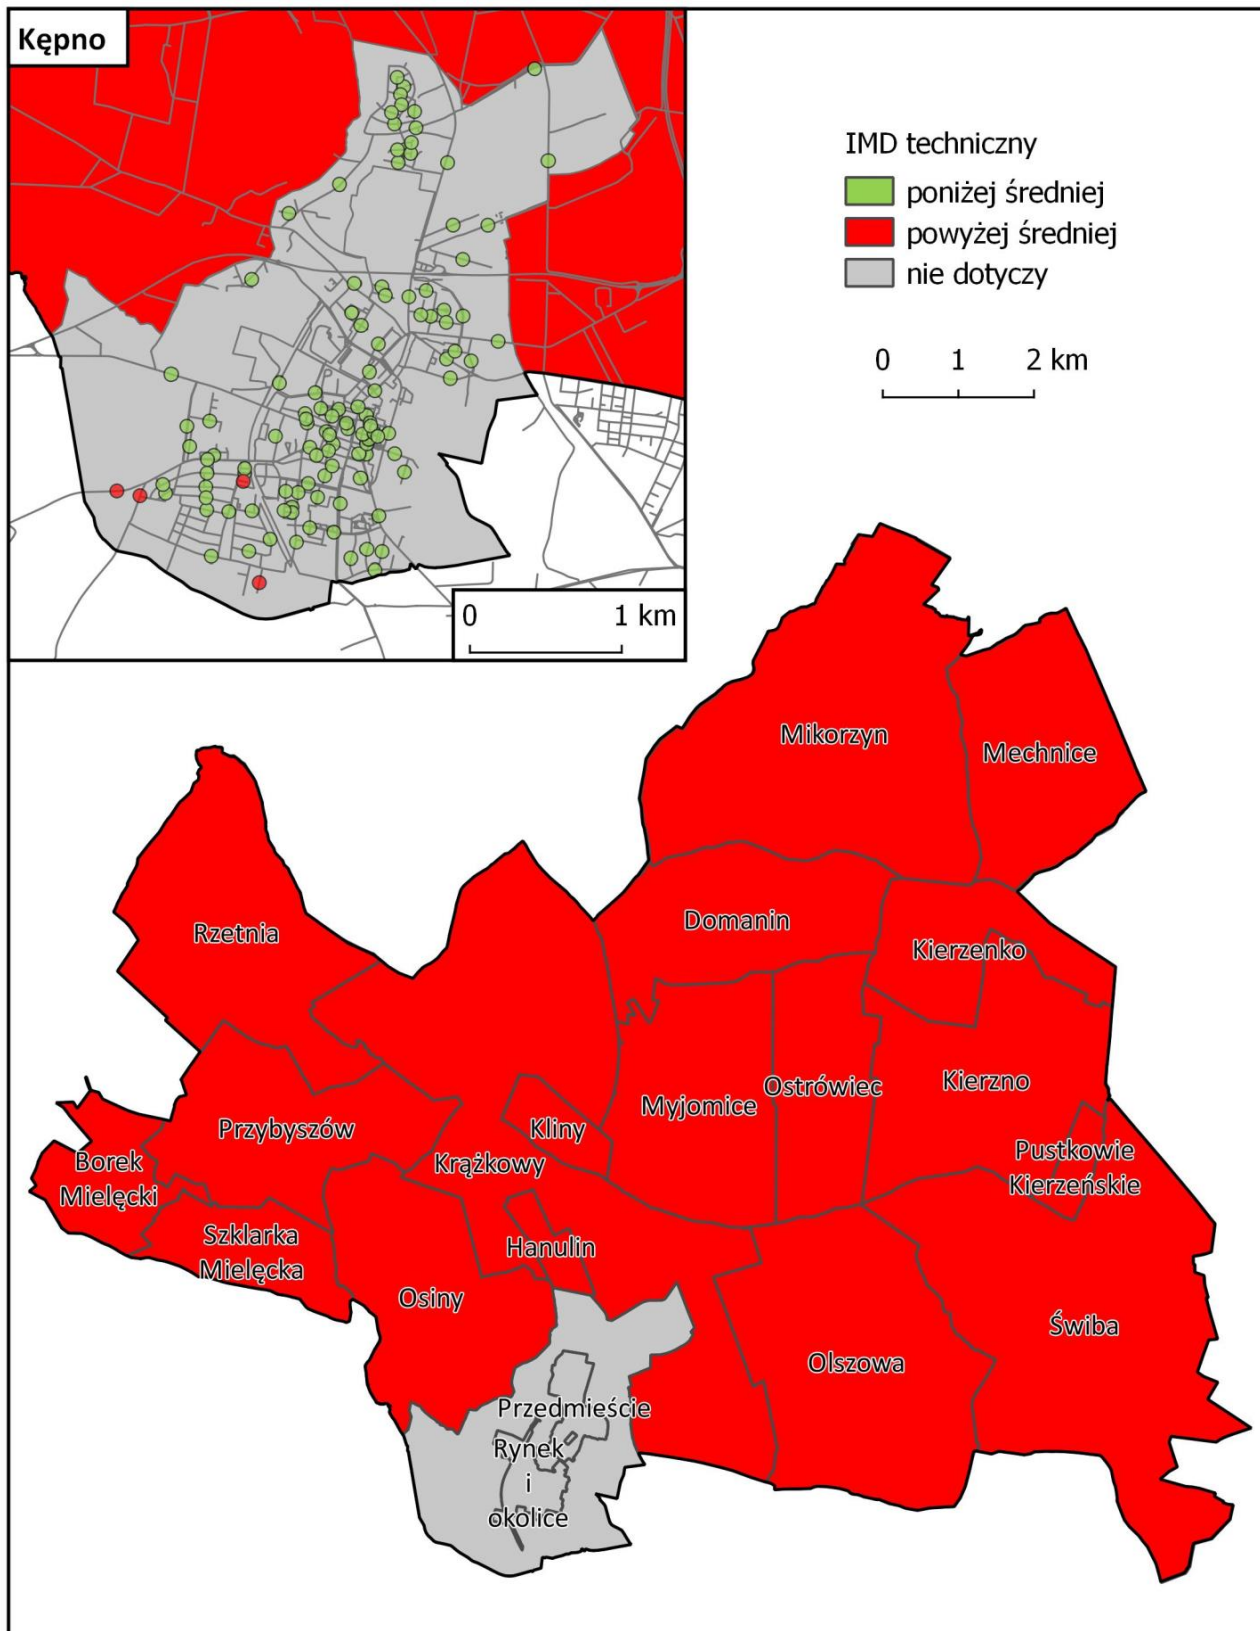 Kępno
IMD techniczny
poniżej średniej
powyżej średniej
nie dotyczy
0 1 2 km
0 1 km
Mikorzyn
Mechnice
Rzetnia
Domanin
Kierzenko
Kierzno
Ostrówiec
Myjomice
Przybyszów
Kliny
Krążkowy
Borek
Mielęcki
Pustkowie
Kierzeńskie
Szklarka
Mielęcka
Hanulin
Osiny
Świba
Olszowa
Przedmieście
Rynek
i
okolice